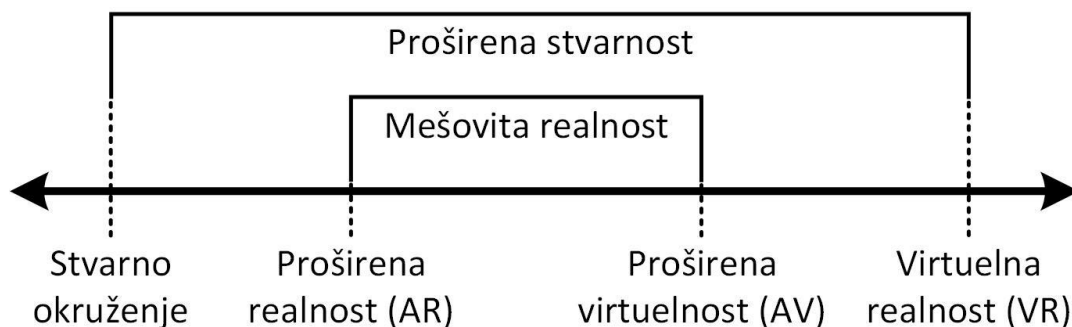 Proširena stvarnost
Mešovita realnost
Stvarno
okruženje
Proširena
realnost (AR)
Proširena
virtuelnost (AV)
Virtuelna
realnost (VR)